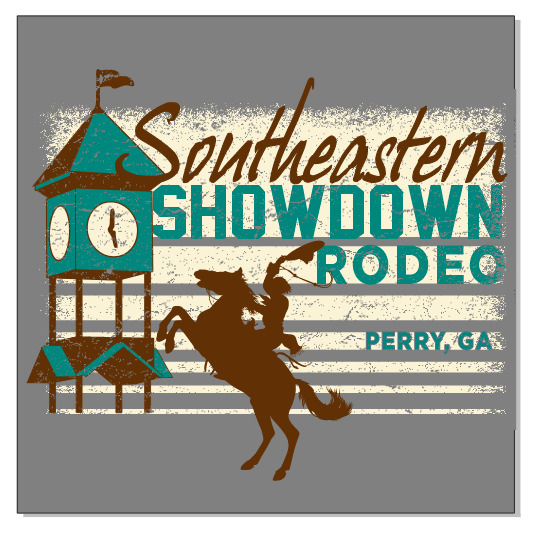 Southeastern
SHOWDOWN
RODEO
PERRY, GA